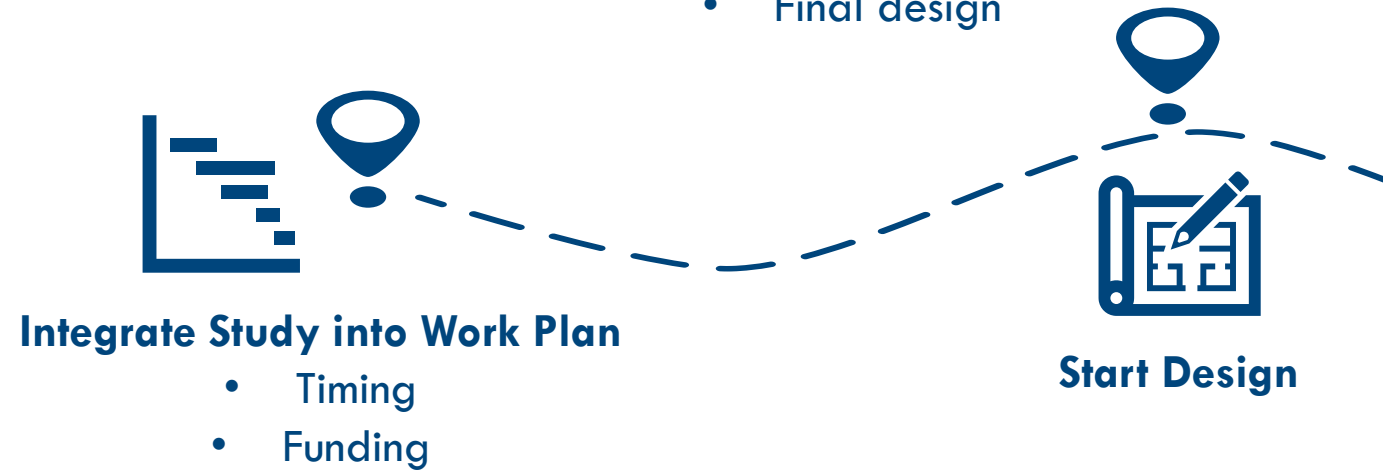 • Final design
Integrate Study into Work Plan
• Timing
• Funding
Start Design